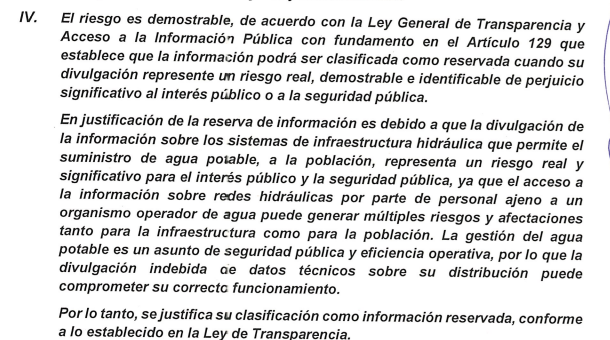 IV. El riesgo es demostrable, de acuerdo con la Ley General de Transparencia y
Acceso a la Información Pública con fundamento en el Artículo 129 que
establece que la información podrá ser clasificada como reservada cuando su
divulgación represente un riesgo real, demostrable e identificable de perjuicio
significativo al interés público o a la seguridad pública.
En justificación de la reserva de información es debido a que la divulgación de
la información sobre los sistemas de infraestructura hidráulica que permite el
suministro de agua potable, a la población, representa un riesgo real y
significativo para el interés público y la seguridad pública, ya que el acceso a
la información sobre redes hidráulicas por parte de personal ajeno a un
organismo operador de agua puede generar múltiples riesgos y afectaciones
tanto para la infraestructura como para la población. La gestión del agua
potable es un asunto de seguridad pública y eficiencia operativa, por lo que la
divulgación indebida de datos técnicos sobre su distribución puede
comprometer su correcto funcionamiento.
Por lo tanto, se justifica su clasificación como información reservada, conforme
a lo establecido en la Ley de Transparencia.